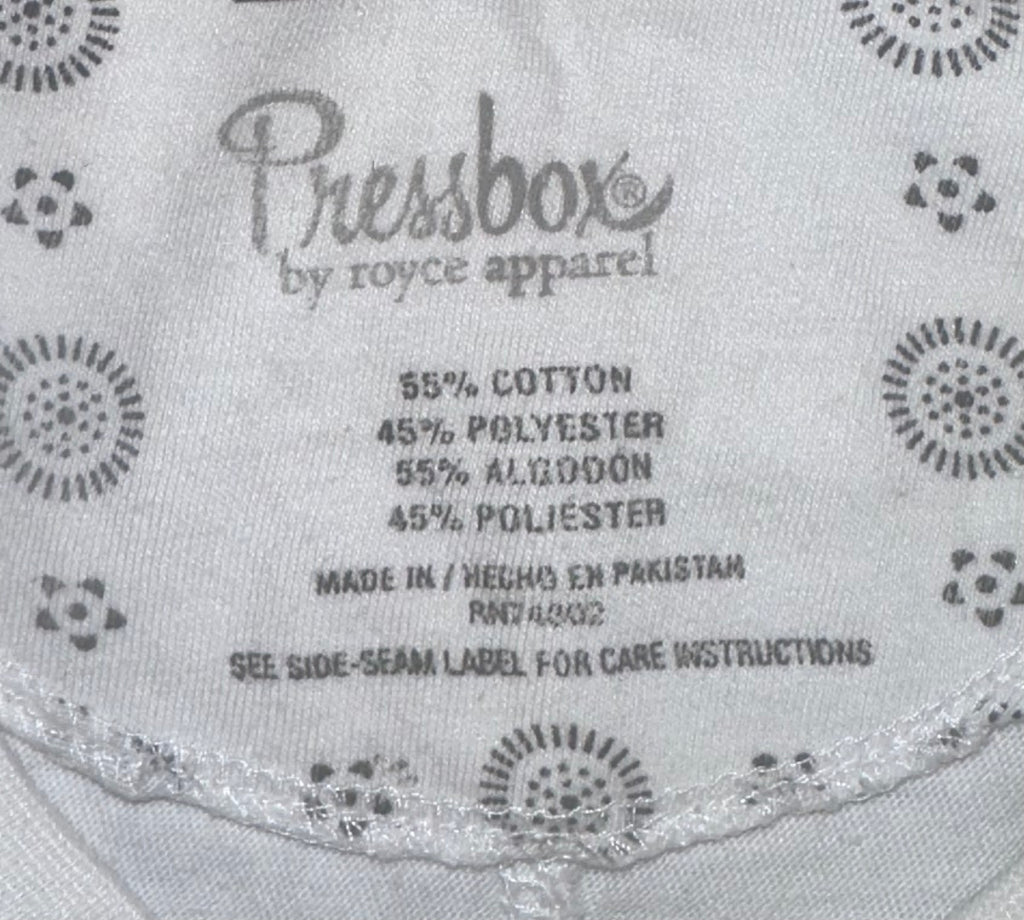 Pressbox®
by royce apparel
55% COTTON
45% POLYESTER
55% ALGODON
45% POLIESTER
MADE IN / HECHO EN PAKISTAN
SEE SIDE-SEAM LABEL FOR CARE INSTRUCTIONS